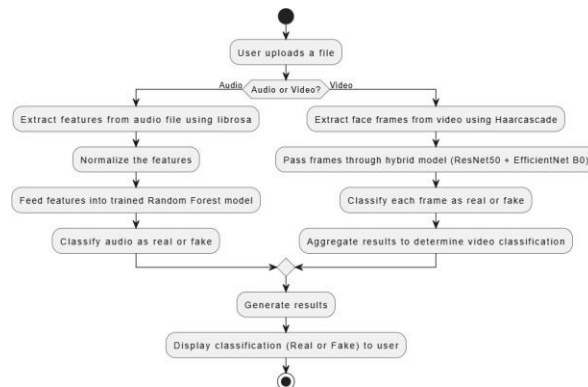 User uploads a file
Audio
Audio or Video?
Video
Extract features from audio file using librosa
Extract face frames from video using Haarcascade
Normalize the features
Pass frames through hybrid model (ResNet50 + EfficientNet B0)
Feed features into trained Random Forest model
Classify each frame as real or fake
Classify audio as real or fake
Aggregate results to determine video classification
Generate results
Display classification (Real or Fake) to user